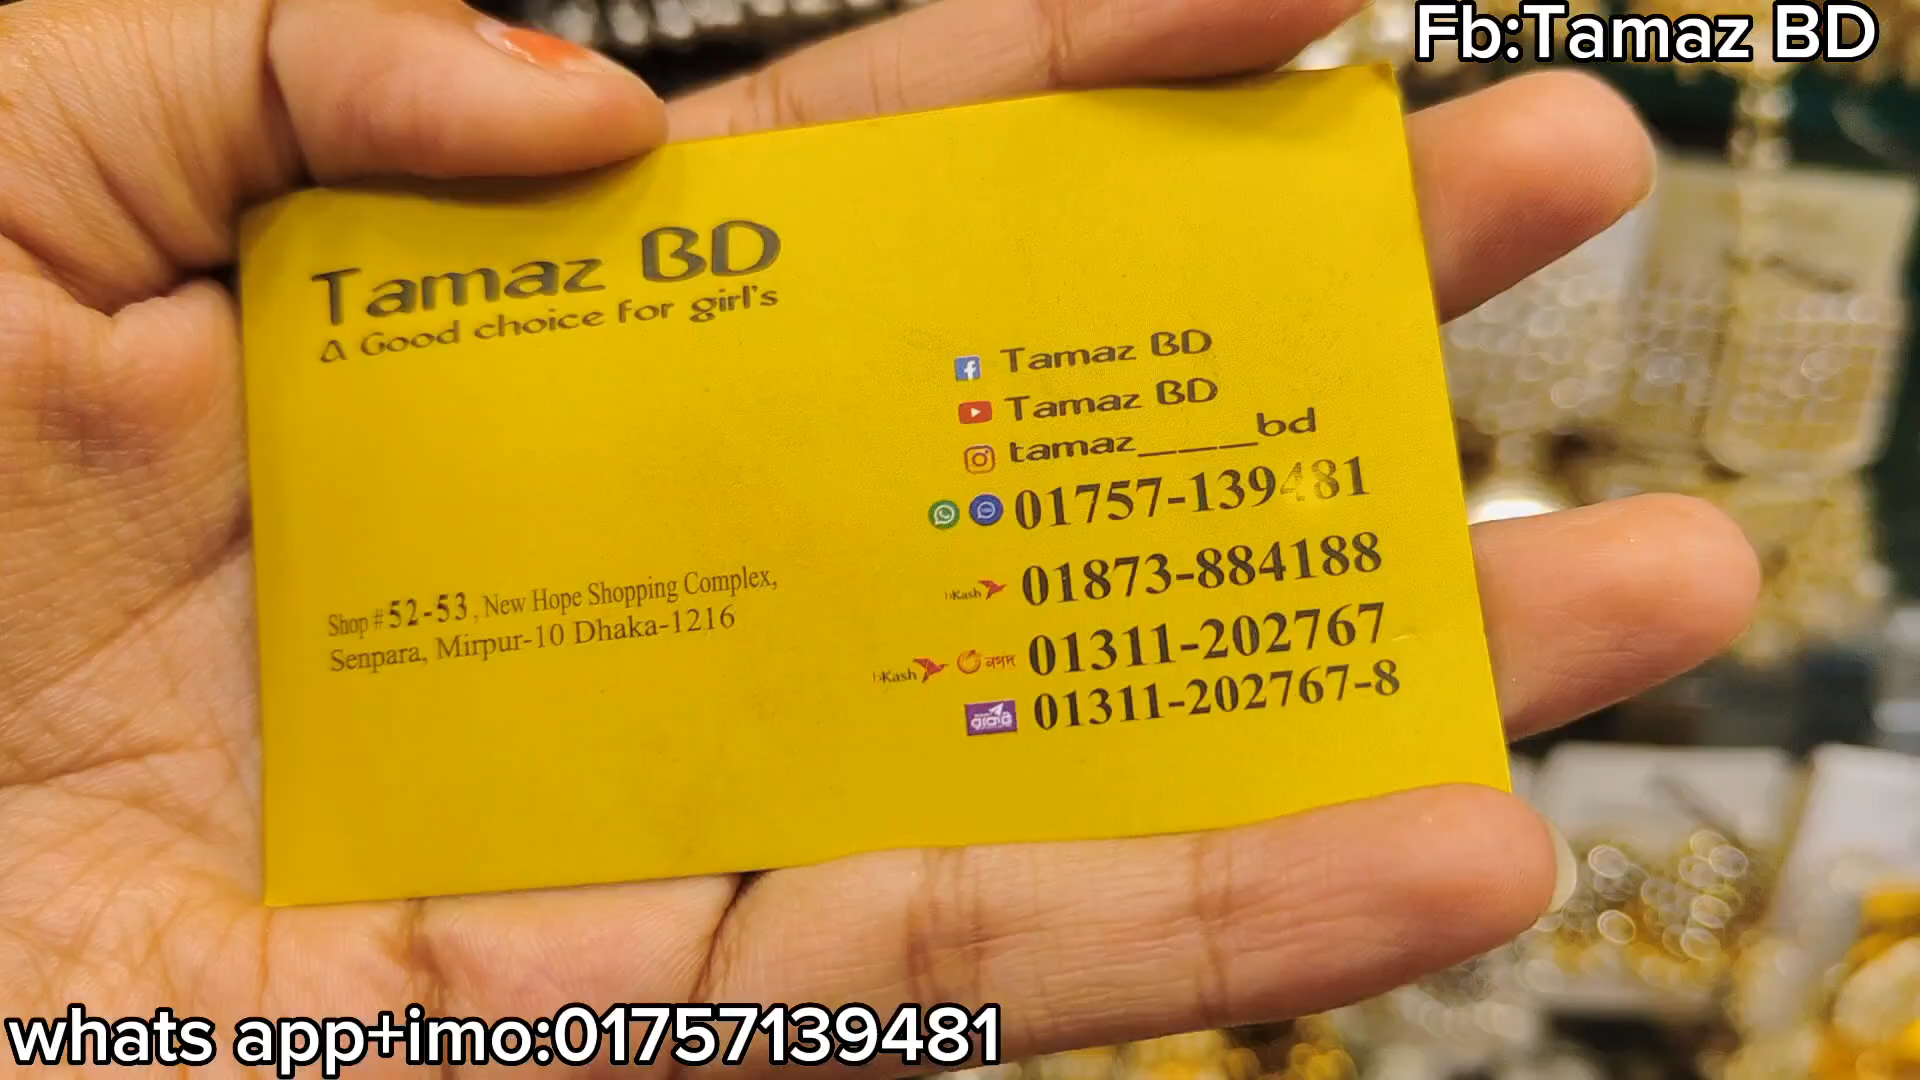 Fb:Tamaz BD
Tamaz BD
A Good choice for girl's
Tamaz BD
Tamaz BD
tamaz____bd
01757-139481
bKash 01873-884188
bKash নগদ 01311-202767
01311-202767-8
Shop # 52-53, New Hope Shopping Complex,
Senpara, Mirpur-10 Dhaka-1216
whats app+imo:01757139481